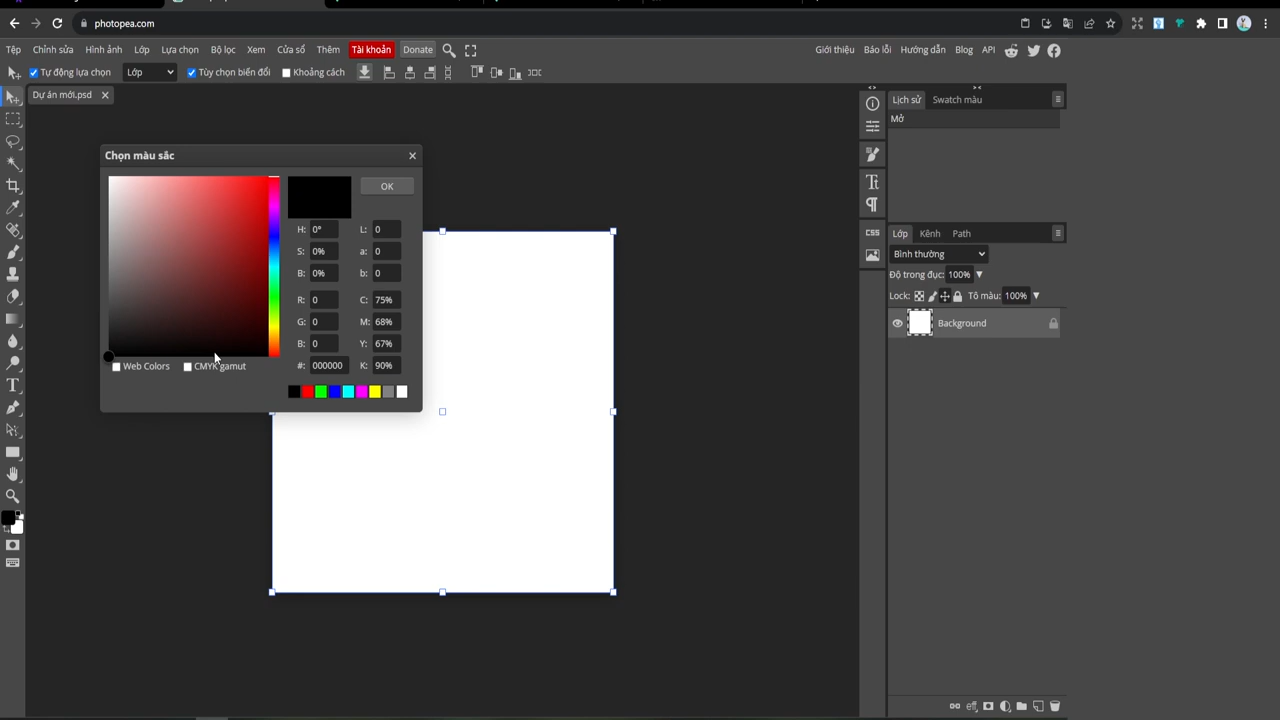 photopea.com
Tệp Chỉnh sửa Hình ảnh Lớp Lựa chọn Bộ lọc Xem Cửa sổ Thêm Tài khoản Donate Giới thiệu Báo lỗi Hướng dẫn Blog API
Tự động lựa chọn Lớp Tùy chọn biến đổi Khoảng cách
Dự án mới.psd
Lịch sử Swatch màu
Mở
Chọn màu sắc
OK
H: 0° L: 0
S: 0% a: 0
B: 0% b: 0
R: 0 C: 75%
G: 0 M: 68%
B: 0 Y: 67%
#: 000000 K: 90%
Web Colors CMYK gamut
CSS
Lớp Kênh Path
Bình thường
Độ trong đục: 100%
Lock: Tô màu: 100%
Background